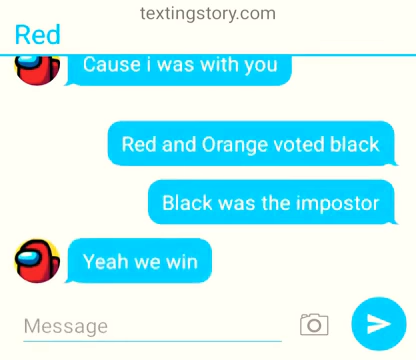 textingstory.com
Red
Cause i was with you
Red and Orange voted black
Black was the impostor
Yeah we win
Message